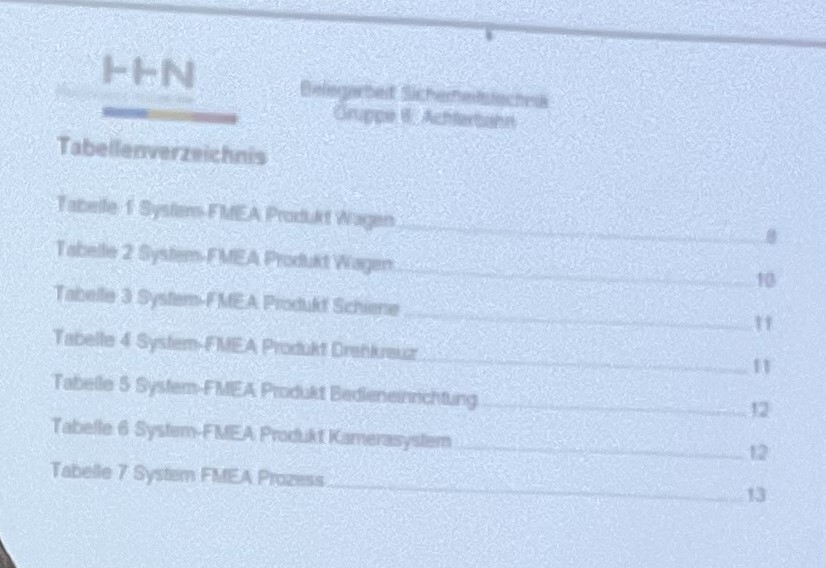 HHN
Belegarbeit Sicherheitstechnik
Gruppe Achterbahn
Tabellenverzeichnis
Tabelle 1 System-FMEA Produkt Wagen 8
Tabelle 2 System-FMEA Produkt Wagen 10
Tabelle 3 System-FMEA Produkt Schiene 11
Tabelle 4 System-FMEA Produkt Drehkreuz 11
Tabelle 5 System-FMEA Produkt Bedieneinrichtung 12
Tabelle 6 System-FMEA Produkt Kamerasystem 12
Tabelle 7 System FMEA Prozess 13